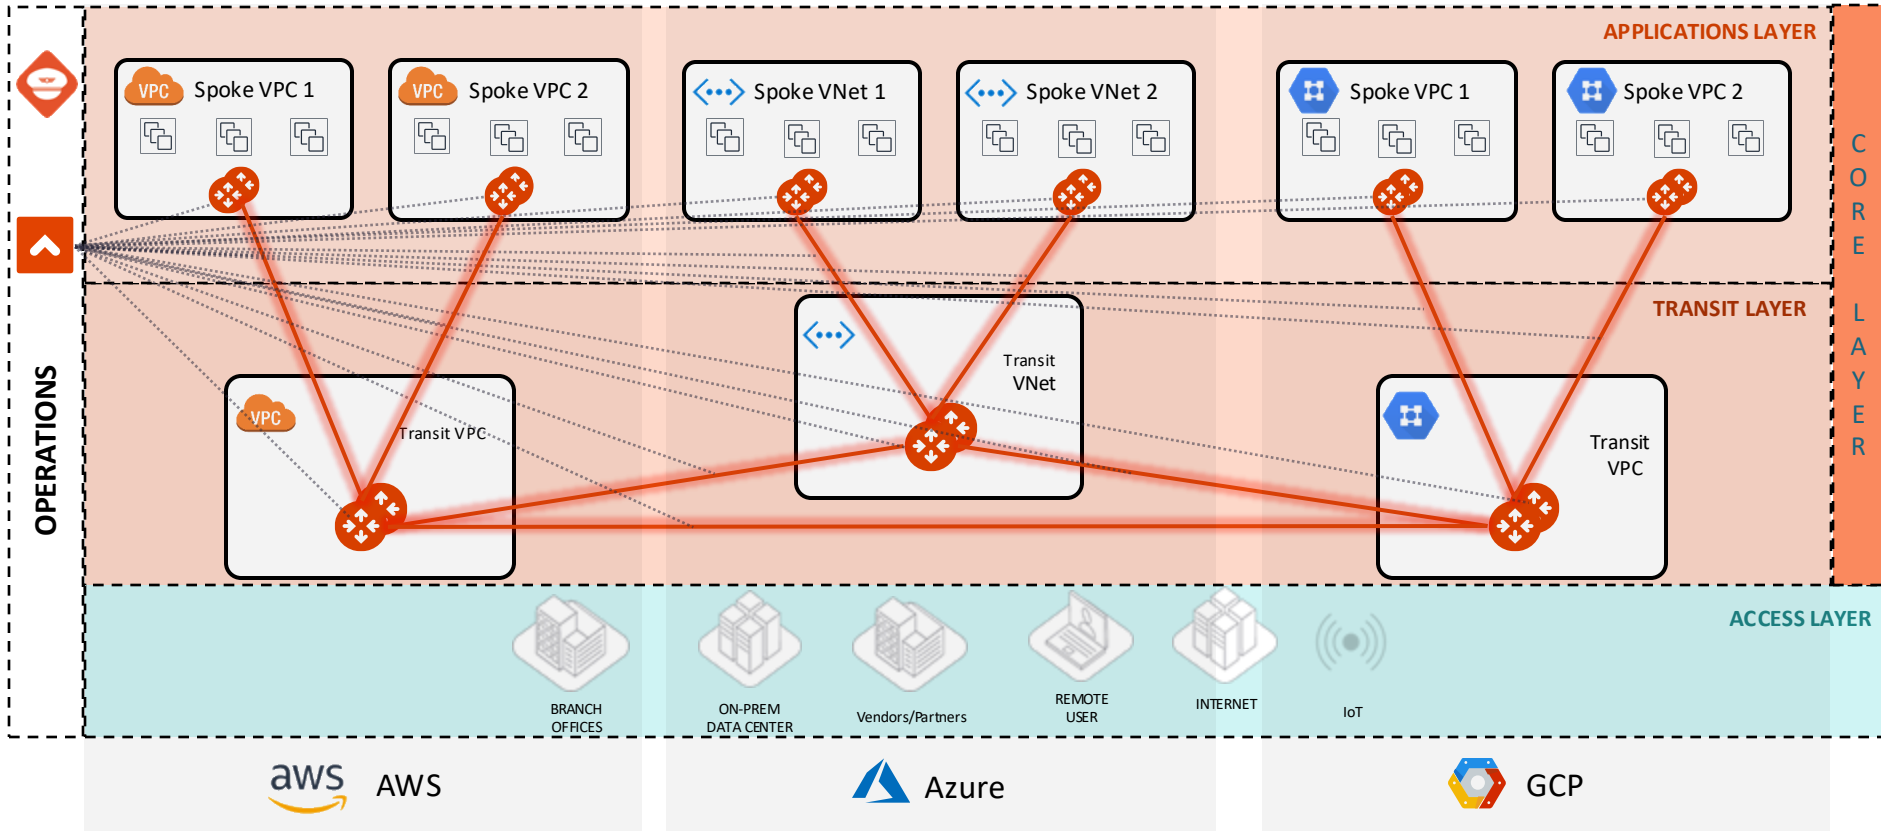 APPLICATIONS LAYER
VPC
Spoke VPC 1
VPC
Spoke VPC 2
Spoke VNet 1
Spoke VNet 2
Spoke VPC 1
Spoke VPC 2
CORE LAYER
OPERATIONS
TRANSIT LAYER
VPC
Transit VPC
Transit
VNet
Transit
VPC
ACCESS LAYER
BRANCH
OFFICES
ON-PREM
DATA CENTER
Vendors/Partners
REMOTE
USER
INTERNET
IoT
aws
AWS
Azure
GCP